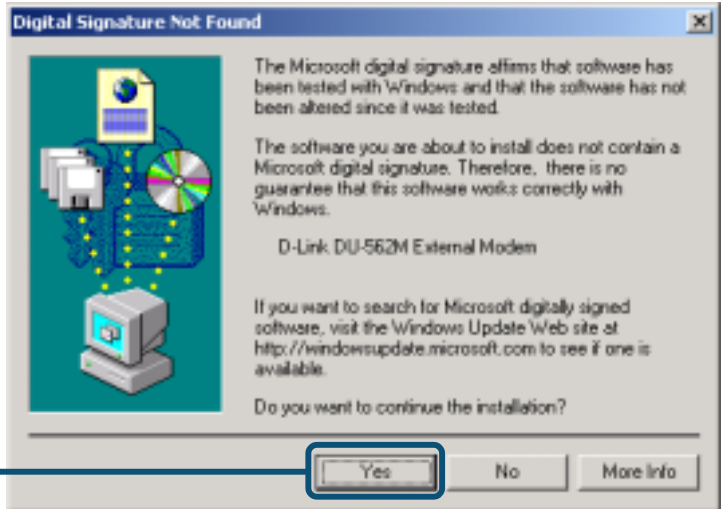 Digital Signature Not Found
The Microsoft digital signature affirms that software has
been tested with Windows and that the software has not
been altered since it was tested.
The software you are about to install does not contain a
Microsoft digital signature. Therefore, there is no
guarantee that this software works correctly with
Windows.
D-Link DU-562M External Modem
If you want to search for Microsoft digitally signed
software, visit the Windows Update Web site at
http://windowsupdate.microsoft.com to see if one is
available.
Do you want to continue the installation?
Yes No More Info